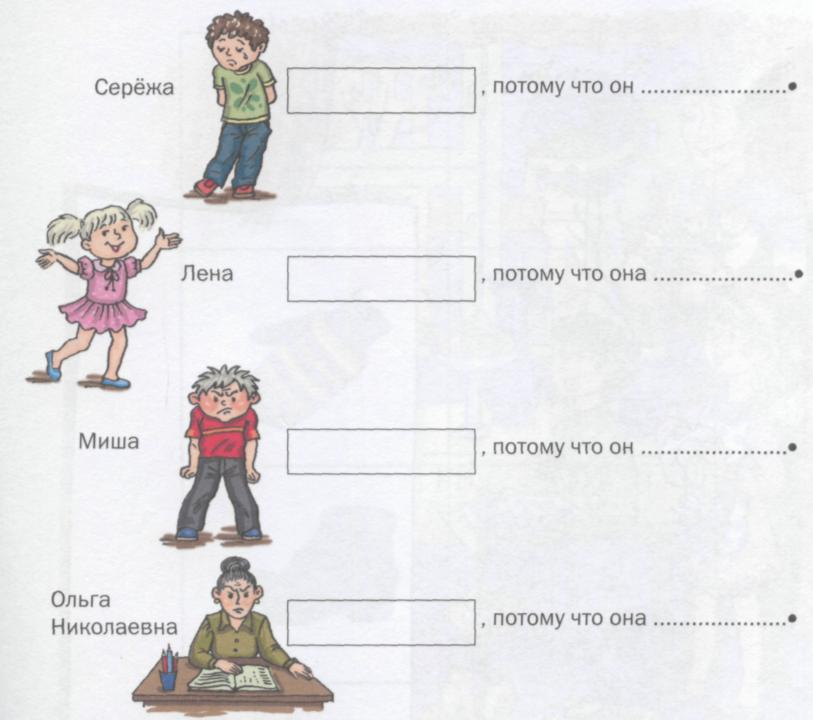 Серёжа , потому что он ........................
Лена , потому что она ........................
Миша , потому что он ........................
Ольга
Николаевна , потому что она ........................